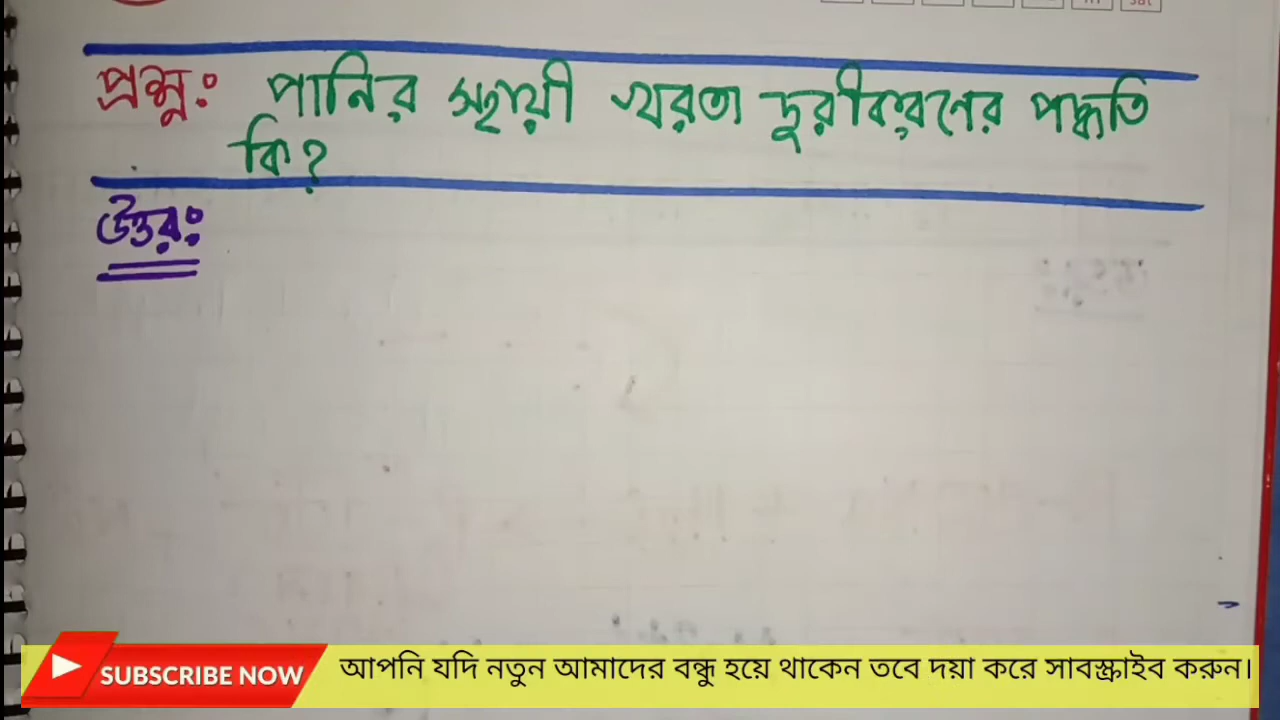 প্রশ্নঃ পানির স্থায়ী খরতা দুরীকরণের পদ্ধতি
কি?
উত্তরঃ
SUBSCRIBE NOW আপনি যদি নতুন আমাদের বন্ধু হয়ে থাকেন তবে দয়া করে সাবস্ক্রাইব করুন।